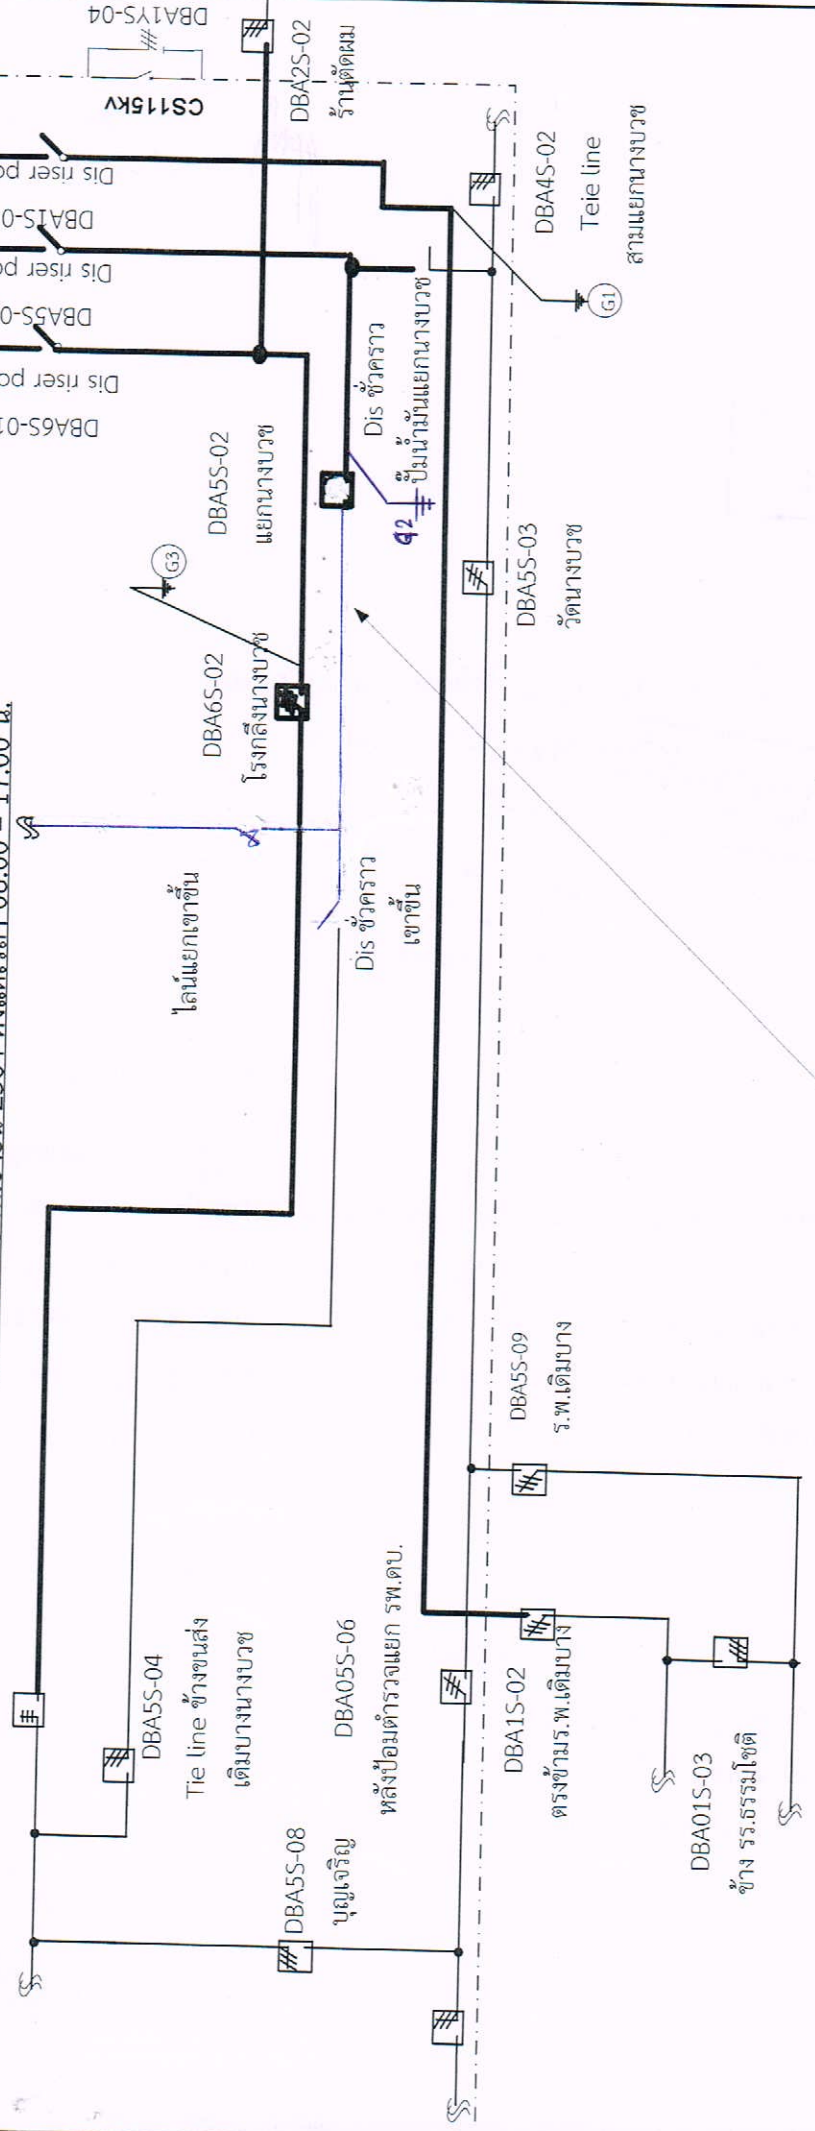 17.00 น.
DBA1YS-04
CS115kv
Dis riser po
DBA1S-0
Dis riser po
DBA5S-0
Dis riser po
DBA6S-01
DBA2S-02
ร้านตัดผม
DBA4S-02
Teie line
สามแยกนางบวช
G1
DBA5S-02
แยกนางบวช
Dis ชั่วคราว
ปั๊มน้ำมันแยกนางบวช
G2
G3
DBA5S-03
วัดนางบวช
DBA6S-02
โรงกลึงนางบวช
ไลน์แยกเขาขึ้น
Dis ชั่วคราว
เขาขึ้น
DBA5S-09
ร.พ.เดิมบาง
DBA5S-04
Tie line ข้างขนส่ง
เดิมบางนางบวช
DBA05S-06
หลังป้อมตำรวจแยก รพ.ดบ.
DBA1S-02
ตรงข้ามร.พ.เดิมบาง
DBA5S-08
บุญเจริญ
DBA01S-03
ข้าง รร.ธรรมโชติ